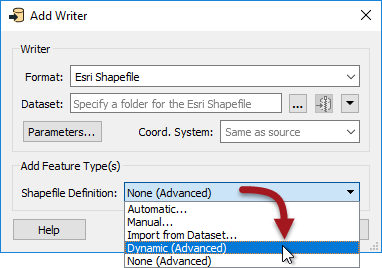 Add Writer
Writer
Format: Esri Shapefile
Dataset: Specify a folder for the Esri Shapefile ...
Parameters... Coord. System: Same as source
Add Feature Type(s)
Shapefile Definition: None (Advanced)
Automatic...
Manual...
Import from Dataset...
Dynamic (Advanced)
None (Advanced)
Help